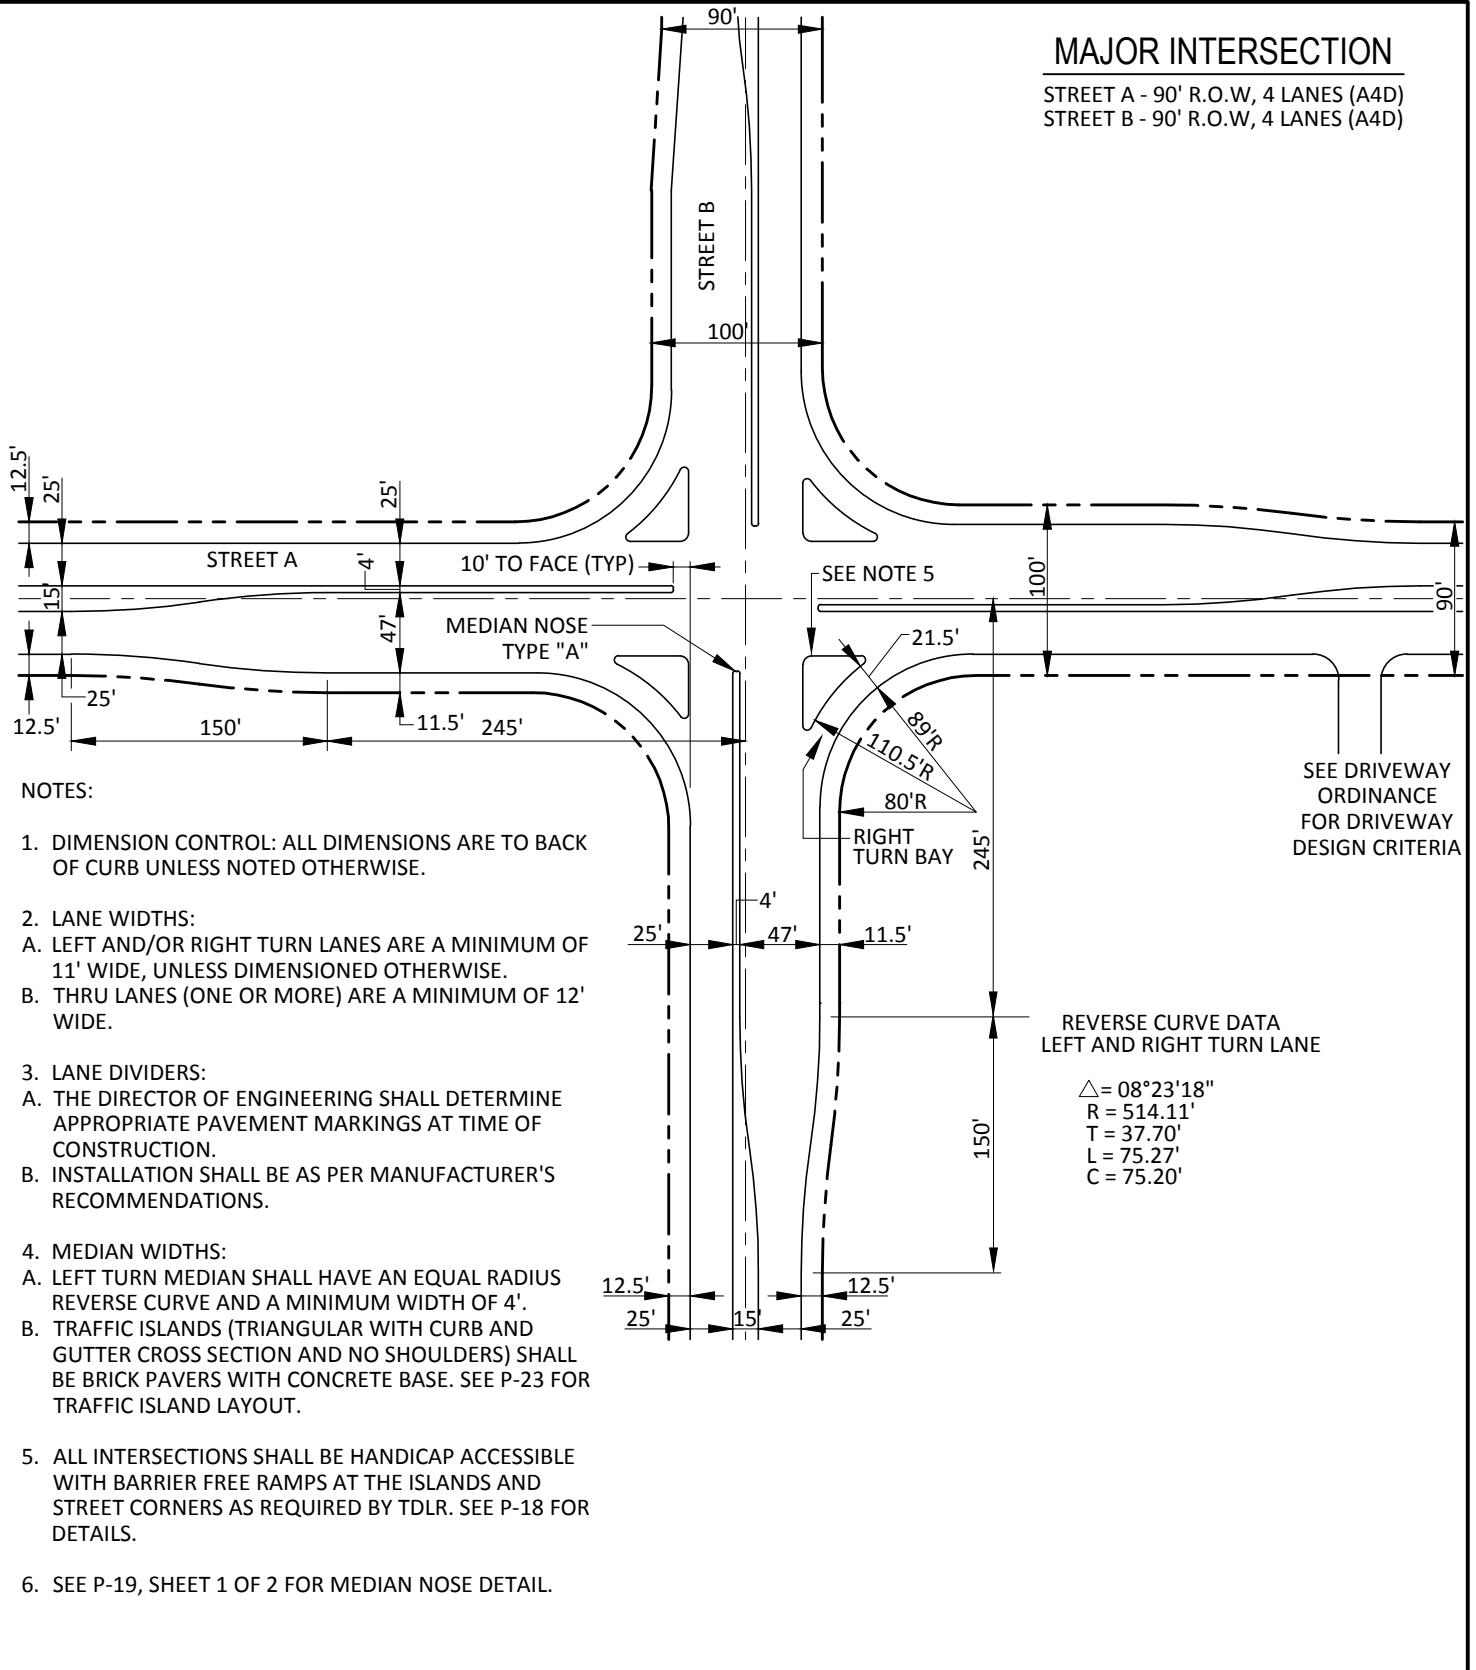 90'
MAJOR INTERSECTION
STREET A - 90' R.O.W, 4 LANES (A4D)
STREET B - 90' R.O.W, 4 LANES (A4D)
STREET B
100'
12.5'
25'
25'
STREET A
4'
10' TO FACE (TYP)
SEE NOTE 5
100'
90'
15'
47'
MEDIAN NOSE
TYPE "A"
21.5'
25'
12.5'
150'
11.5'
245'
89'R
110.5'R
80'R
RIGHT
TURN BAY
245'
SEE DRIVEWAY
ORDINANCE
FOR DRIVEWAY
DESIGN CRITERIA
4'
25'
47'
11.5'
REVERSE CURVE DATA
LEFT AND RIGHT TURN LANE
△= 08°23'18"
R = 514.11'
T = 37.70'
L = 75.27'
C = 75.20'
150'
12.5'
12.5'
25'
15'
25'
NOTES:
1. DIMENSION CONTROL: ALL DIMENSIONS ARE TO BACK
OF CURB UNLESS NOTED OTHERWISE.
2. LANE WIDTHS:
A. LEFT AND/OR RIGHT TURN LANES ARE A MINIMUM OF
11' WIDE, UNLESS DIMENSIONED OTHERWISE.
B. THRU LANES (ONE OR MORE) ARE A MINIMUM OF 12'
WIDE.
3. LANE DIVIDERS:
A. THE DIRECTOR OF ENGINEERING SHALL DETERMINE
APPROPRIATE PAVEMENT MARKINGS AT TIME OF
CONSTRUCTION.
B. INSTALLATION SHALL BE AS PER MANUFACTURER'S
RECOMMENDATIONS.
4. MEDIAN WIDTHS:
A. LEFT TURN MEDIAN SHALL HAVE AN EQUAL RADIUS
REVERSE CURVE AND A MINIMUM WIDTH OF 4'.
B. TRAFFIC ISLANDS (TRIANGULAR WITH CURB AND
GUTTER CROSS SECTION AND NO SHOULDERS) SHALL
BE BRICK PAVERS WITH CONCRETE BASE. SEE P-23 FOR
TRAFFIC ISLAND LAYOUT.
5. ALL INTERSECTIONS SHALL BE HANDICAP ACCESSIBLE
WITH BARRIER FREE RAMPS AT THE ISLANDS AND
STREET CORNERS AS REQUIRED BY TDLR. SEE P-18 FOR
DETAILS.
6. SEE P-19, SHEET 1 OF 2 FOR MEDIAN NOSE DETAIL.